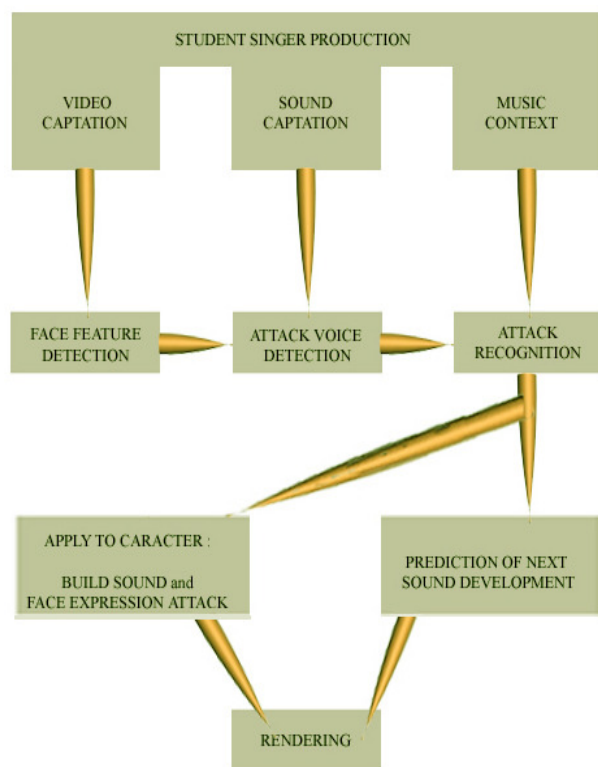 STUDENT SINGER PRODUCTION
VIDEO
CAPTATION
SOUND
CAPTATION
MUSIC
CONTEXT
FACE FEATURE
DETECTION
ATTACK VOICE
DETECTION
ATTACK
RECOGNITION
APPLY TO CARACTER :
BUILD SOUND and
FACE EXPRESSION ATTACK
PREDICTION OF NEXT
SOUND DEVELOPMENT
RENDERING